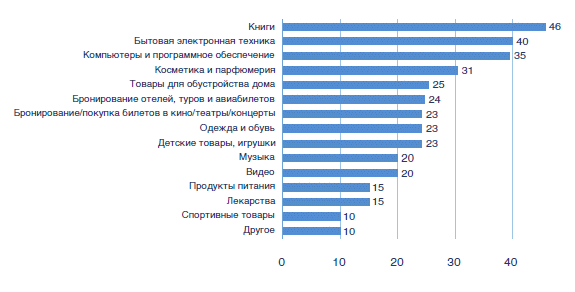 Книги 46
Бытовая электронная техника 40
Компьютеры и программное обеспечение 35
Косметика и парфюмерия 31
Товары для обустройства дома 25
Бронирование отелей, туров и авиабилетов 24
Бронирование/покупка билетов в кино/театры/концерты 23
Одежда и обувь 23
Детские товары, игрушки 23
Музыка 20
Видео 20
Продукты питания 15
Лекарства 15
Спортивные товары 10
Другое 10
0 10 20 30 40